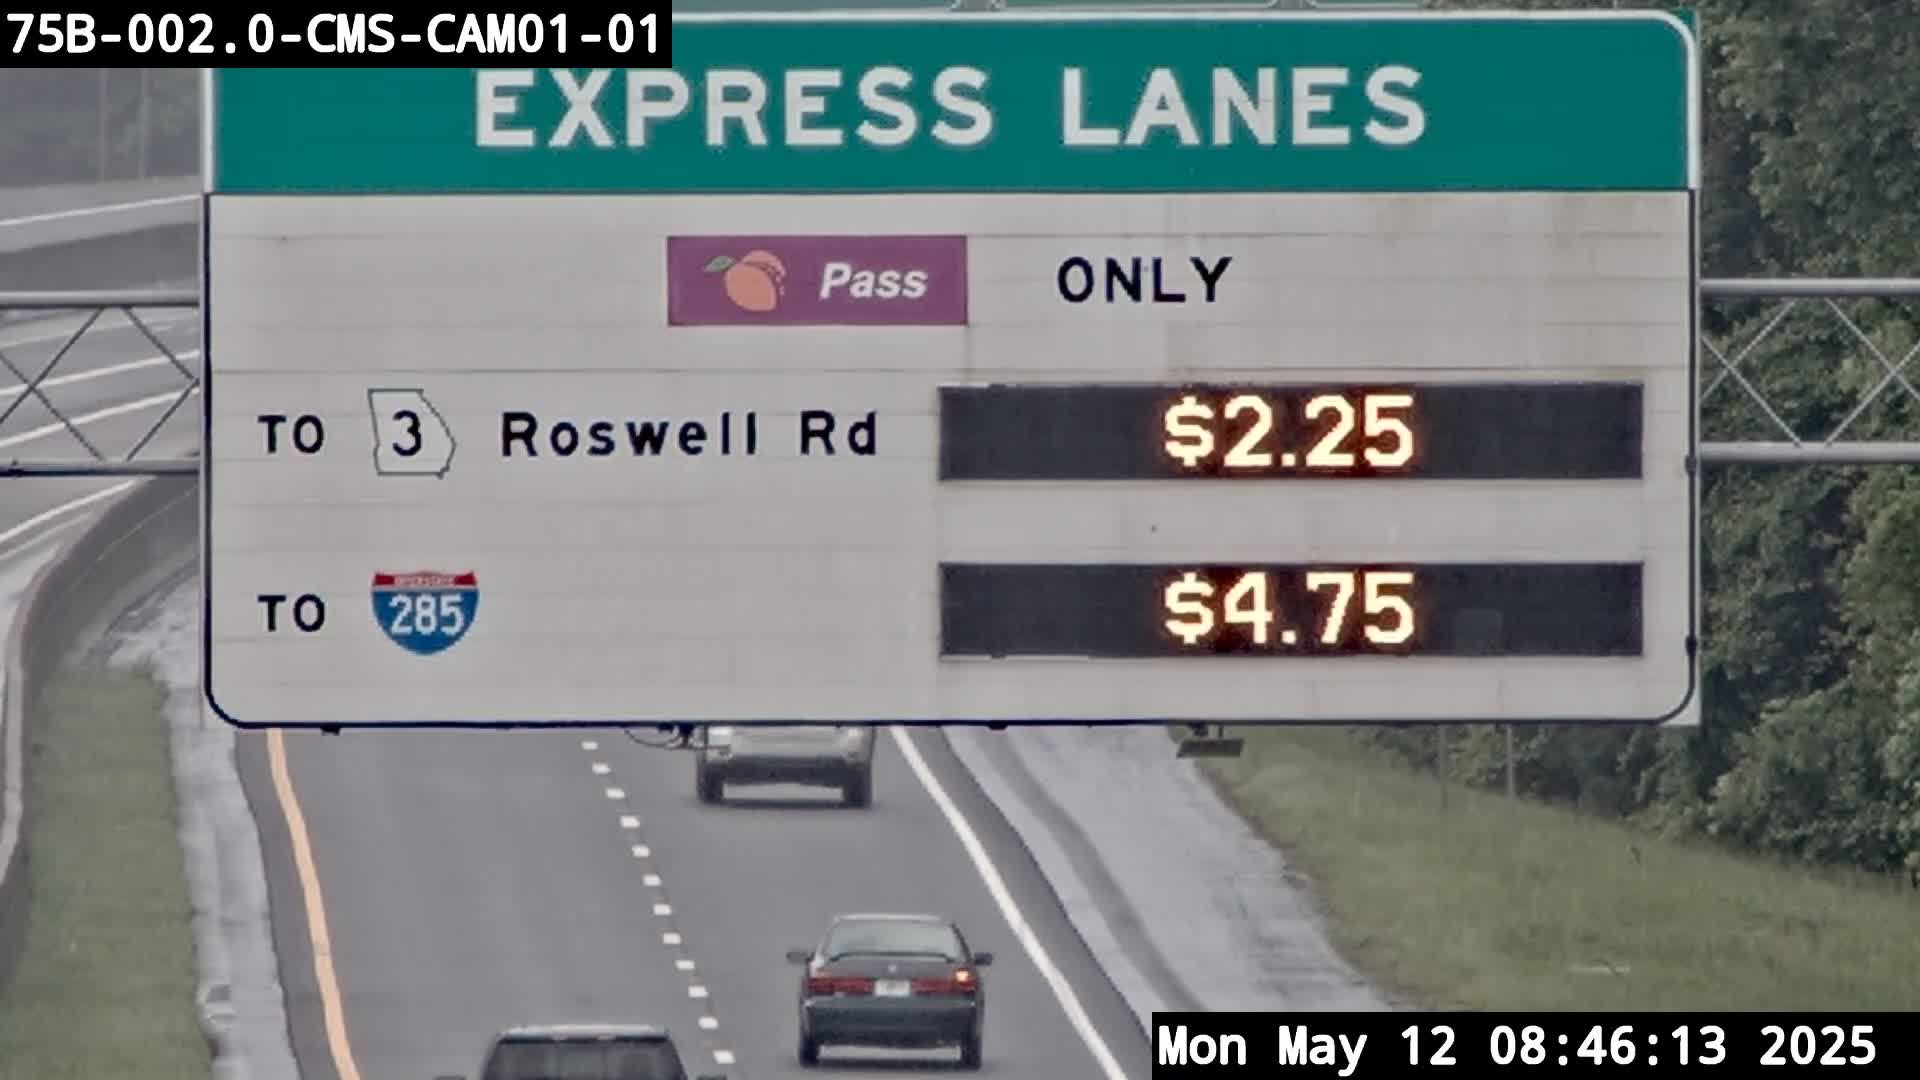 75B-002.0-CMS-CAM01-01
EXPRESS LANES
Pass ONLY
TO 3 Roswell Rd $2.25
INTERSTATE
TO 285 $4.75
Mon May 12 08:46:13 2025